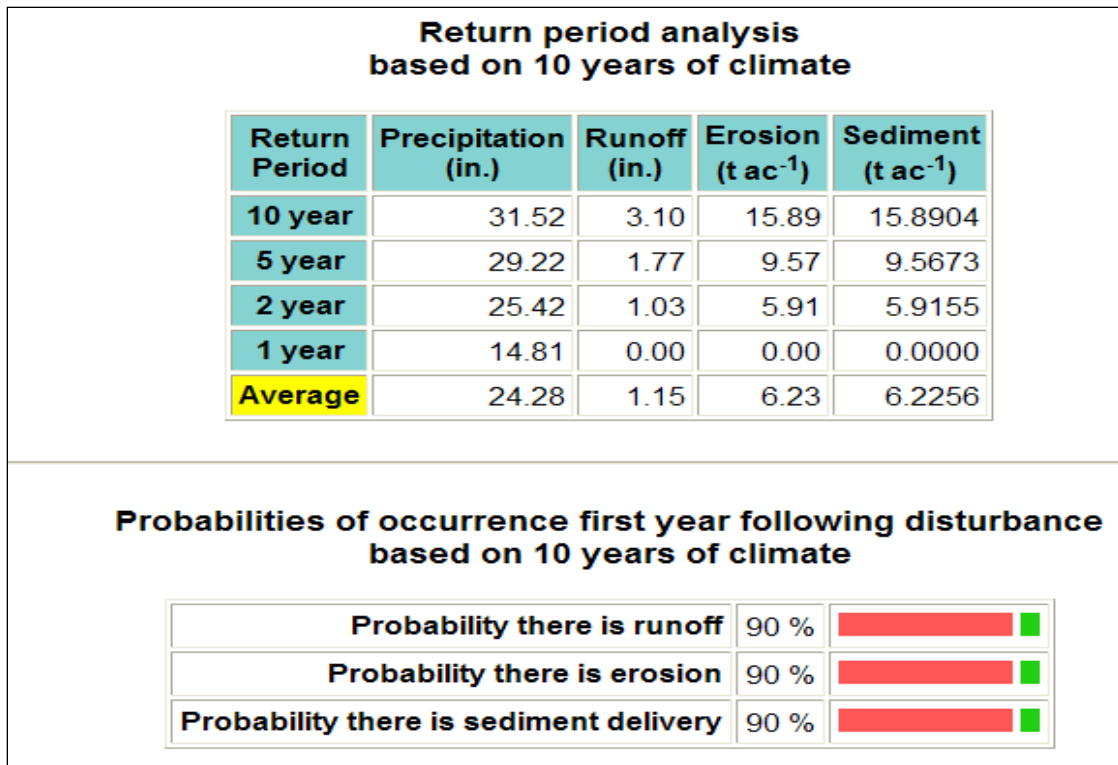 Return period analysis
based on 10 years of climate
Return Period Precipitation (in.) Runoff (in.) Erosion (t ac-1) Sediment (t ac-1)
10 year 31.52 3.10 15.89 15.8904
5 year 29.22 1.77 9.57 9.5673
2 year 25.42 1.03 5.91 5.9155
1 year 14.81 0.00 0.00 0.0000
Average 24.28 1.15 6.23 6.2256
Probabilities of occurrence first year following disturbance
based on 10 years of climate
Probability there is runoff 90 %
Probability there is erosion 90 %
Probability there is sediment delivery 90 %